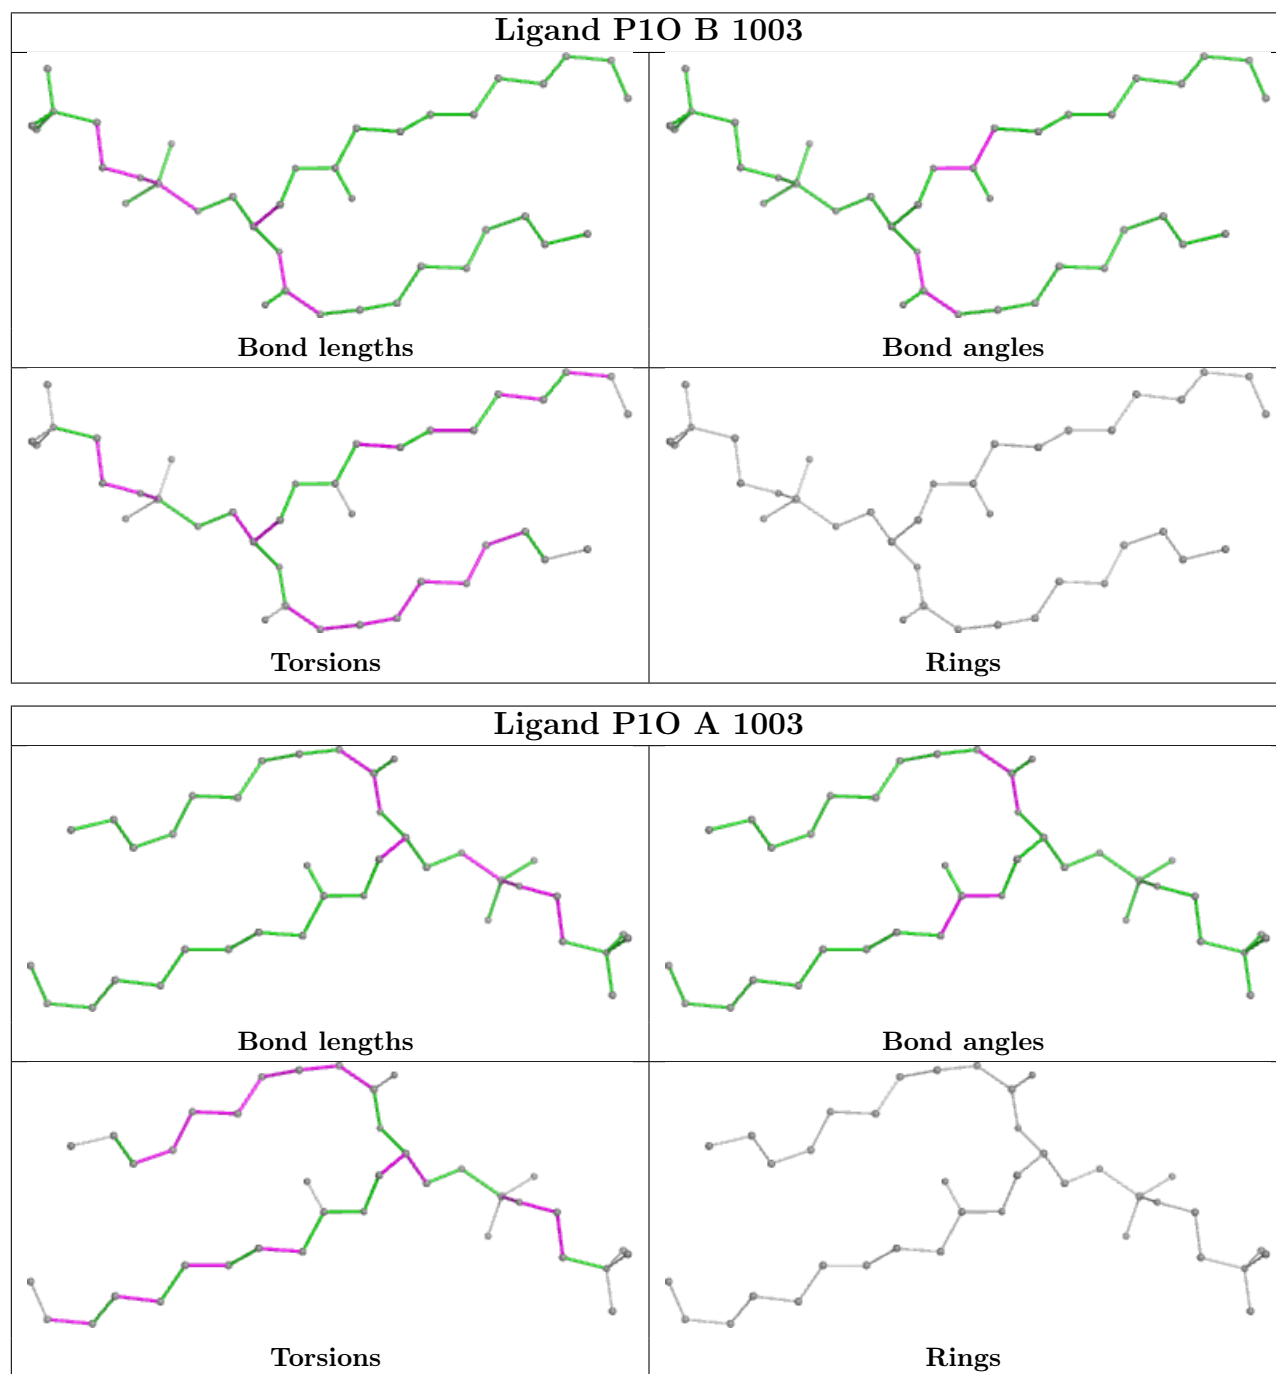 Ligand P1O B 1003
Bond lengths
Bond angles
Torsions
Rings
Ligand P1O A 1003
Bond lengths
Bond angles
Torsions
Rings